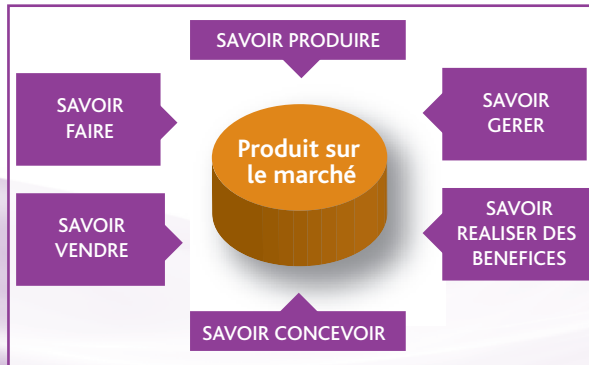 SAVOIR PRODUIRE
SAVOIR
FAIRE
SAVOIR
GERER
Produit sur
le marché
SAVOIR
VENDRE
SAVOIR
REALISER DES
BENEFICES
SAVOIR CONCEVOIR